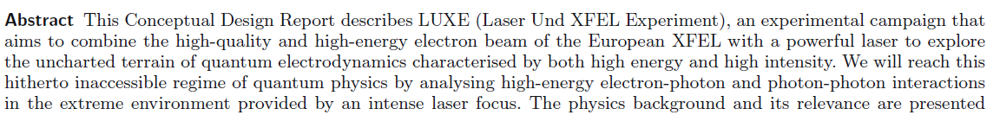 Abstract This Conceptual Design Report describes LUXE (Laser Und XFEL Experiment), an experimental campaign that
aims to combine the high-quality and high-energy electron beam of the European XFEL with a powerful laser to explore
the uncharted terrain of quantum electrodynamics characterised by both high energy and high intensity. We will reach this
hitherto inaccessible regime of quantum physics by analysing high-energy electron-photon and photon-photon interactions
in the extreme environment provided by an intense laser focus. The physics background and its relevance are presented